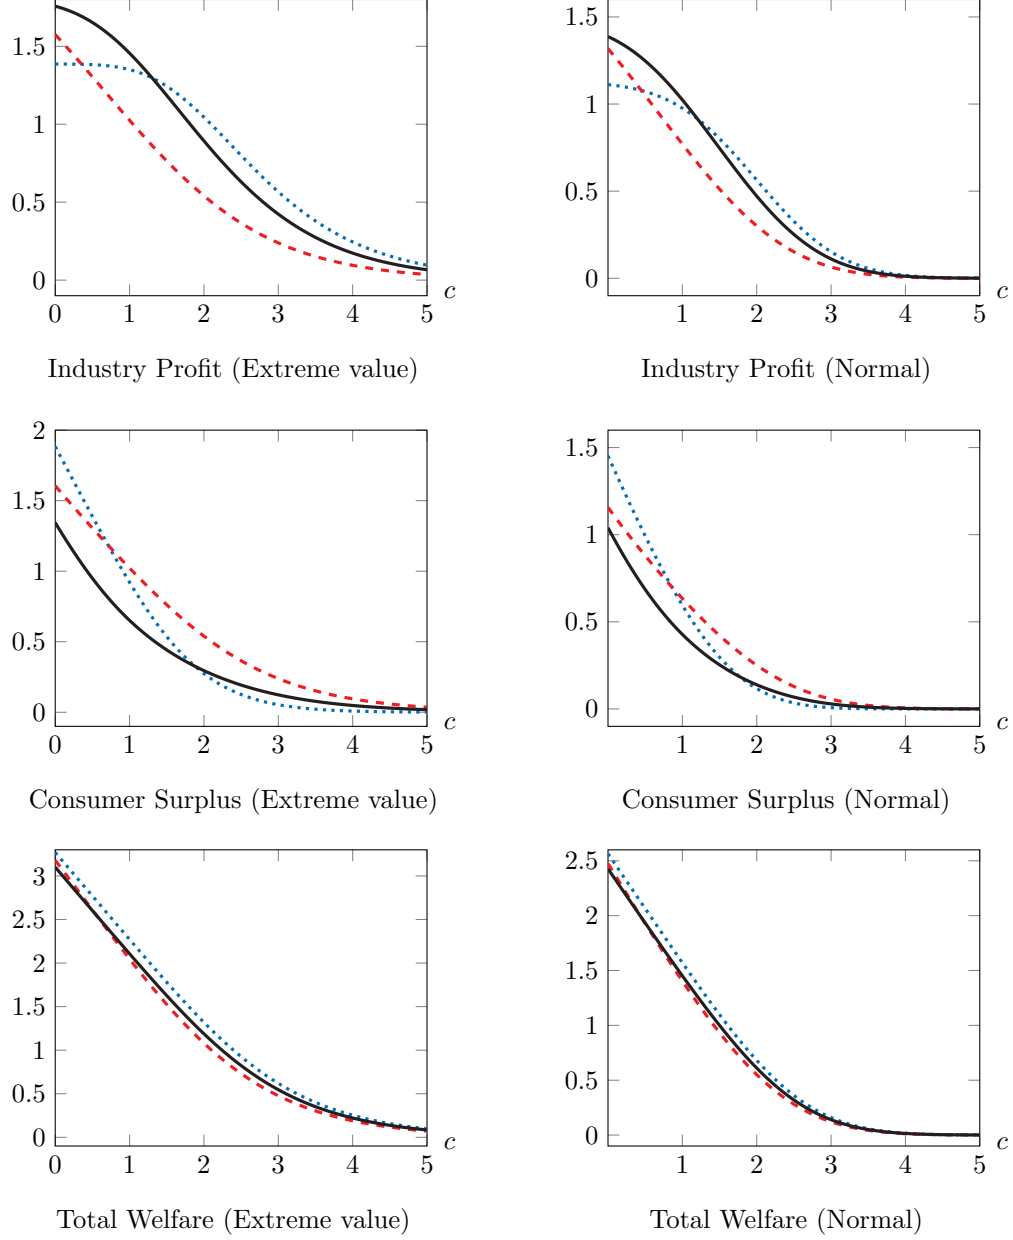 1.5
1
0.5
0
0 1 2 3 4 5 c
Industry Profit (Extreme value)
1.5
1
0.5
0
1 2 3 4 5 c
Industry Profit (Normal)
2
1.5
1
0.5
0
0 1 2 3 4 5 c
Consumer Surplus (Extreme value)
1.5
1
0.5
0
1 2 3 4 5 c
Consumer Surplus (Normal)
3
2.5
2
1.5
1
0.5
0
0 1 2 3 4 5 c
Total Welfare (Extreme value)
2.5
2
1.5
1
0.5
0
1 2 3 4 5 c
Total Welfare (Normal)